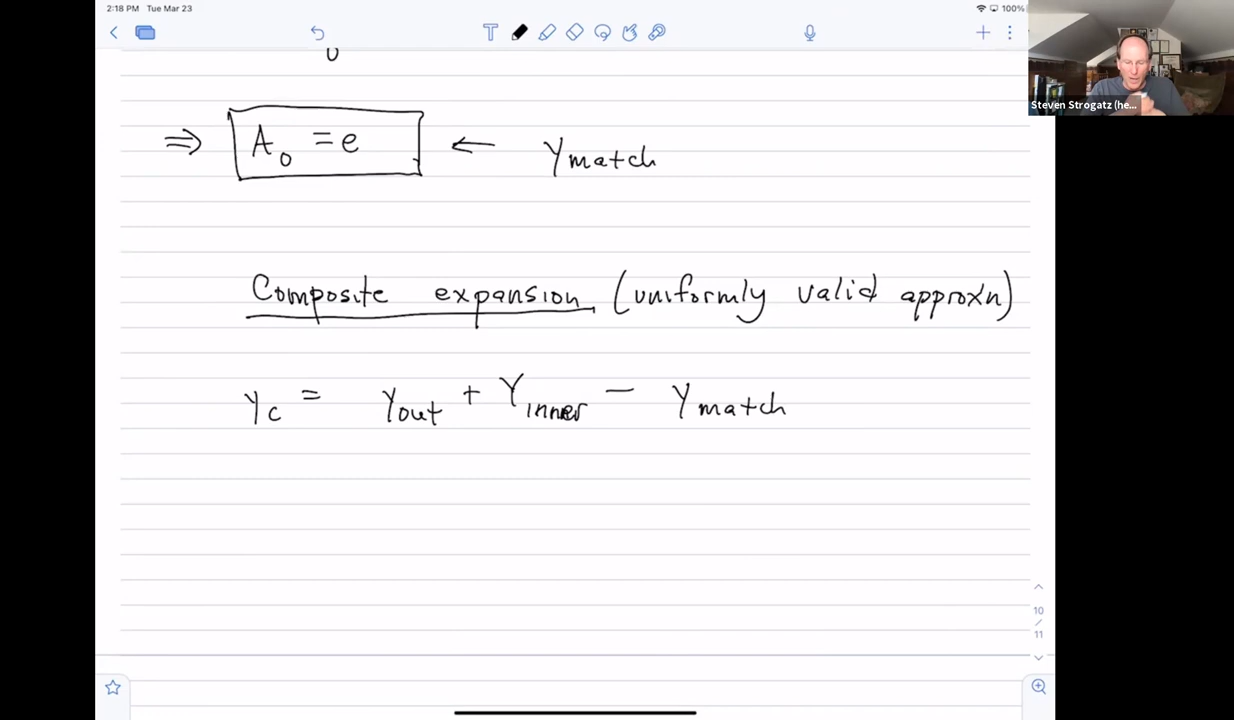 2:18 PM Tue Mar 23
100%
T
Steven Strogatz (he...
⇒ A₀ = e ← Ymatch
Composite expansion (uniformly valid approxn)
yc = Yout + Yinner − Ymatch
10
/
11